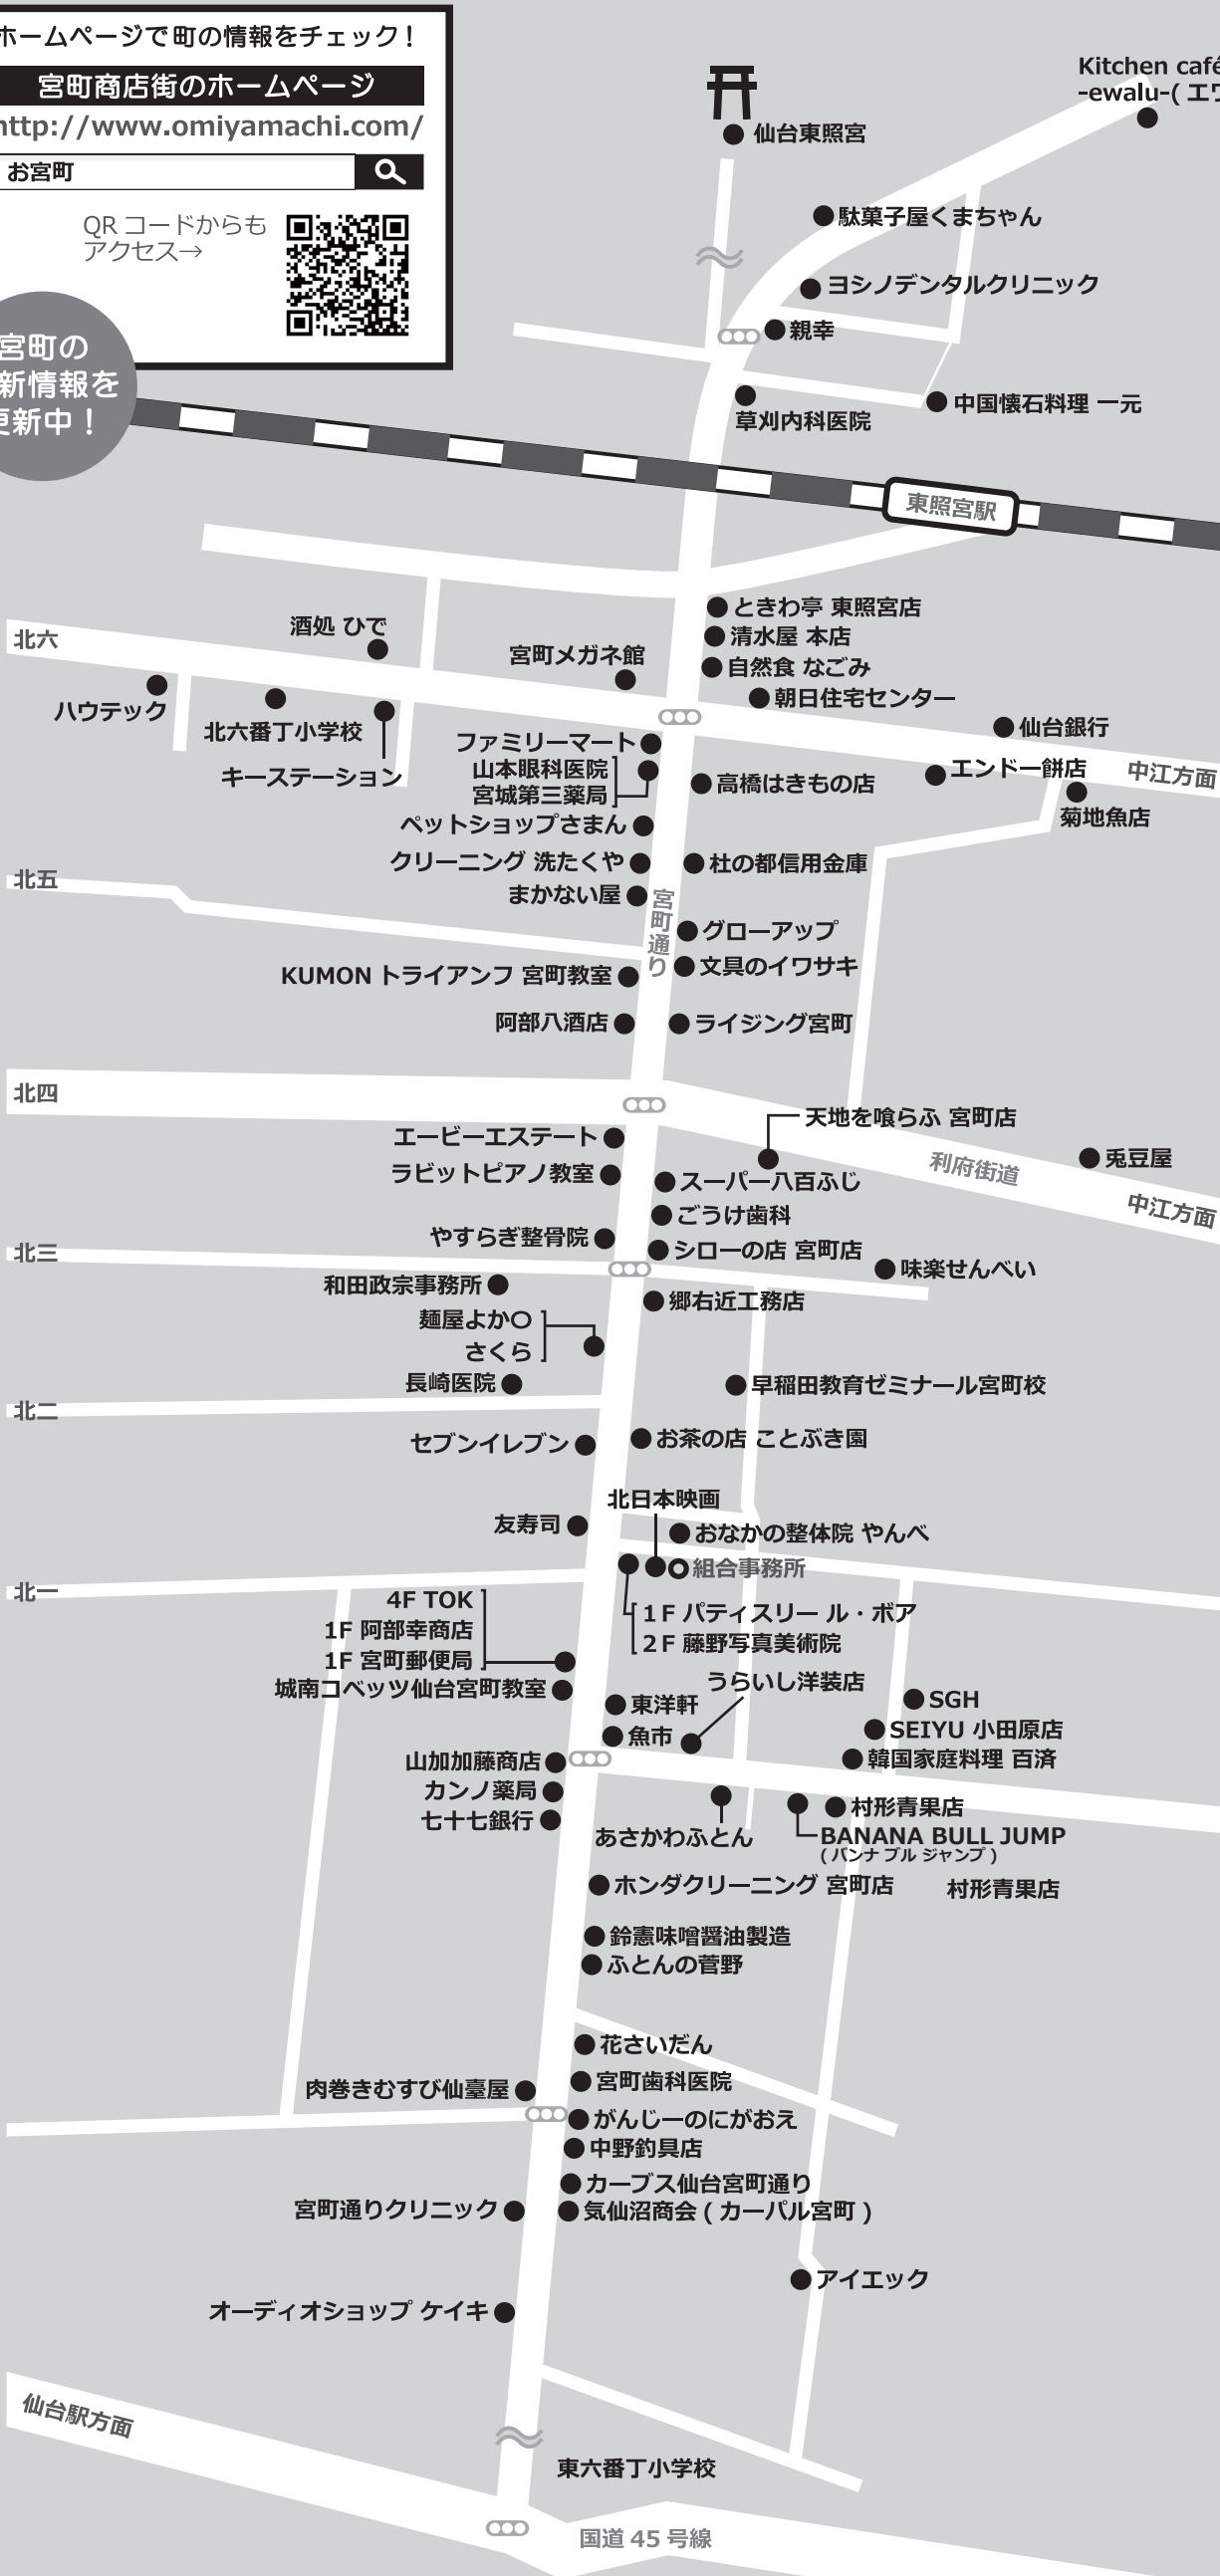 ホームページで町の情報をチェック！
宮町商店街のホームページ
http://www.omiyamachi.com/
お宮町
QRコードからも
アクセス→
宮町の
新情報を
更新中！
Kitchen café
-ewalu-( エワ
仙台東照宮
駄菓子屋くまちゃん
ヨシノデンタルクリニック
親幸
草刈内科医院
中国懐石料理 一元
東照宮駅
ときわ亭 東照宮店
清水屋 本店
自然食 なごみ
朝日住宅センター
北六
酒処 ひで
宮町メガネ館
ハウテック
北六番丁小学校
キーステーション
仙台銀行
エンドー餅店
中江方面
菊地魚店
ファミリーマート
山本眼科医院
宮城第三薬局
高橋はきもの店
ペットショップさまん
クリーニング 洗たくや
杜の都信用金庫
まかない屋
北五
宮町通り
グローアップ
文具のイワサキ
KUMON トライアンフ 宮町教室
阿部八酒店
ライジング宮町
北四
天地を喰らふ 宮町店
エービーエステート
ラビットピアノ教室
スーパー八百ふじ
利府街道
兎豆屋
中江方面
ごうけ歯科
やすらぎ整骨院
シローの店 宮町店
北三
味楽せんべい
和田政宗事務所
郷右近工務店
麺屋よか〇
さくら
長崎医院
早稲田教育ゼミナール宮町校
北二
セブンイレブン
お茶の店 ことぶき園
北日本映画
友寿司
おなかの整体院 やんべ
組合事務所
北一
4F TOK
1F 阿部幸商店
1F 宮町郵便局
1F パティスリー ル・ボア
2F 藤野写真美術院
城南コベッツ仙台宮町教室
うらいし洋装店
東洋軒
魚市
SGH
SEIYU 小田原店
韓国家庭料理 百済
山加加藤商店
カンノ薬局
七十七銀行
あさかわふとん
村形青果店
BANANA BULL JUMP
( バンナ ブル ジャンプ )
ホンダクリーニング 宮町店
村形青果店
鈴憲味噌醤油製造
ふとんの菅野
花さいだん
宮町歯科医院
肉巻きむすび仙臺屋
がんじーのにがおえ
中野釣具店
カーブス仙台宮町通り
宮町通りクリニック
気仙沼商会 ( カーパル宮町 )
アイエック
オーディオショップ ケイキ
仙台駅方面
東六番丁小学校
国道 45 号線